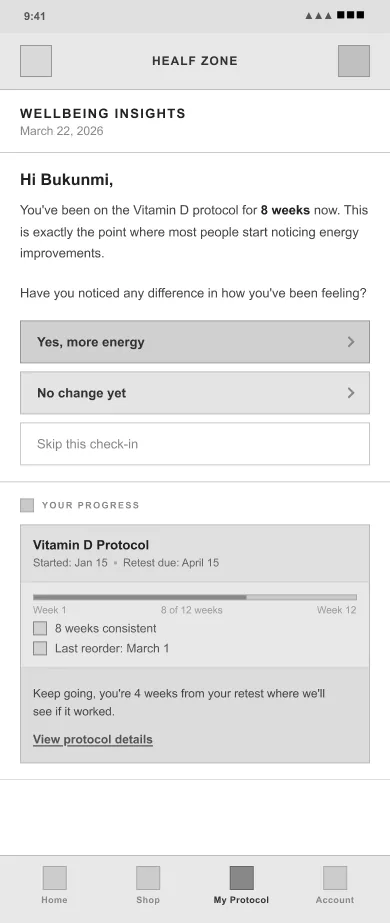 9:41
HEALF ZONE
WELLBEING INSIGHTS
March 22, 2026
Hi Bukunmi,
You've been on the Vitamin D protocol for 8 weeks now. This
is exactly the point where most people start noticing energy
improvements.
Have you noticed any difference in how you've been feeling?
Yes, more energy
No change yet
Skip this check-in
YOUR PROGRESS
Vitamin D Protocol
Started: Jan 15 • Retest due: April 15
Week 1 8 of 12 weeks Week 12
8 weeks consistent
Last reorder: March 1
Keep going, you're 4 weeks from your retest where we'll
see if it worked.
View protocol details
Home Shop My Protocol Account